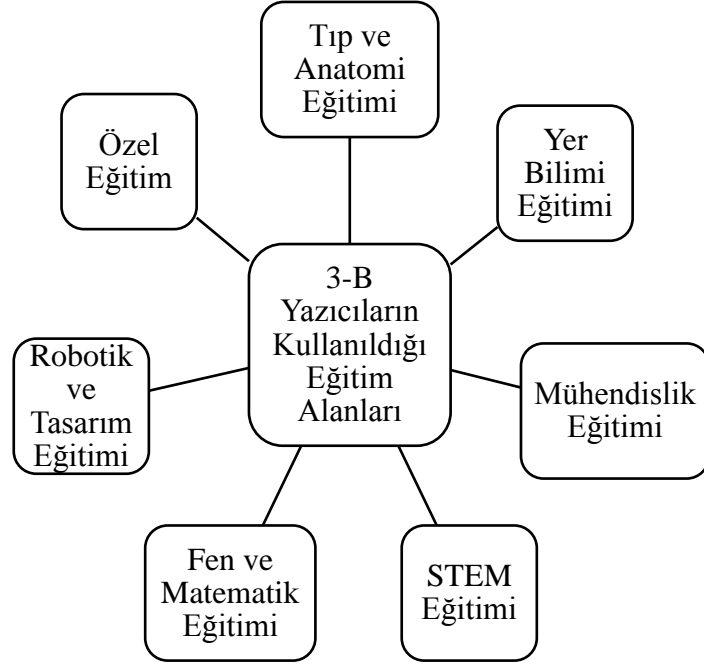 Tıp ve
Anatomi
Eğitimi
Özel
Eğitim
Yer
Bilimi
Eğitimi
3-B
Yazıcıların
Kullanıldığı
Eğitim
Alanları
Robotik
ve
Tasarım
Eğitimi
Mühendislik
Eğitimi
Fen ve
Matematik
Eğitimi
STEM
Eğitimi